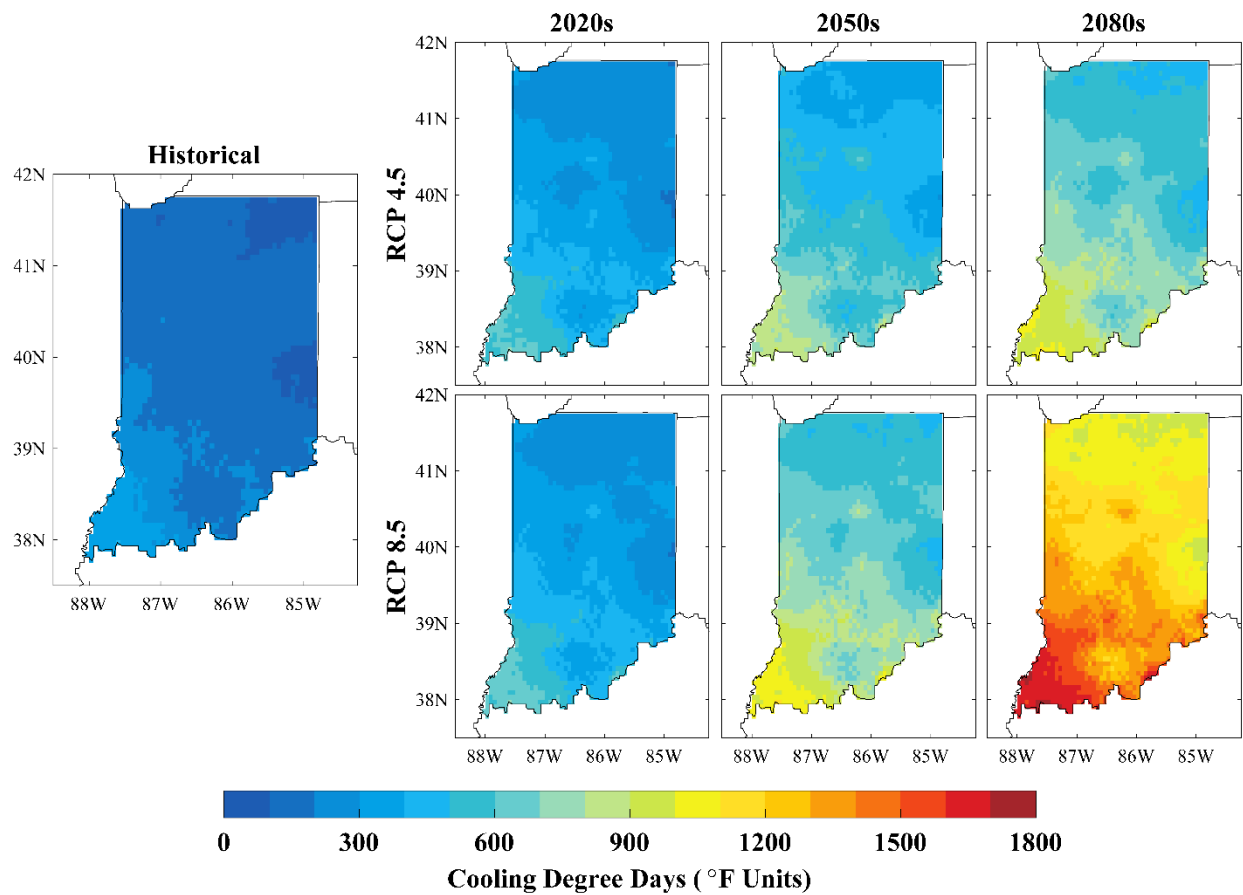 2020s 2050s 2080s
42N
41N
40N
39N
38N
RCP 4.5
Historical
42N
41N
40N
39N
38N
88W 87W 86W 85W
42N
41N
40N
39N
38N
RCP 8.5
88W 87W 86W 85W 88W 87W 86W 85W 88W 87W 86W 85W
0 300 600 900 1200 1500 1800
Cooling Degree Days ( °F Units)